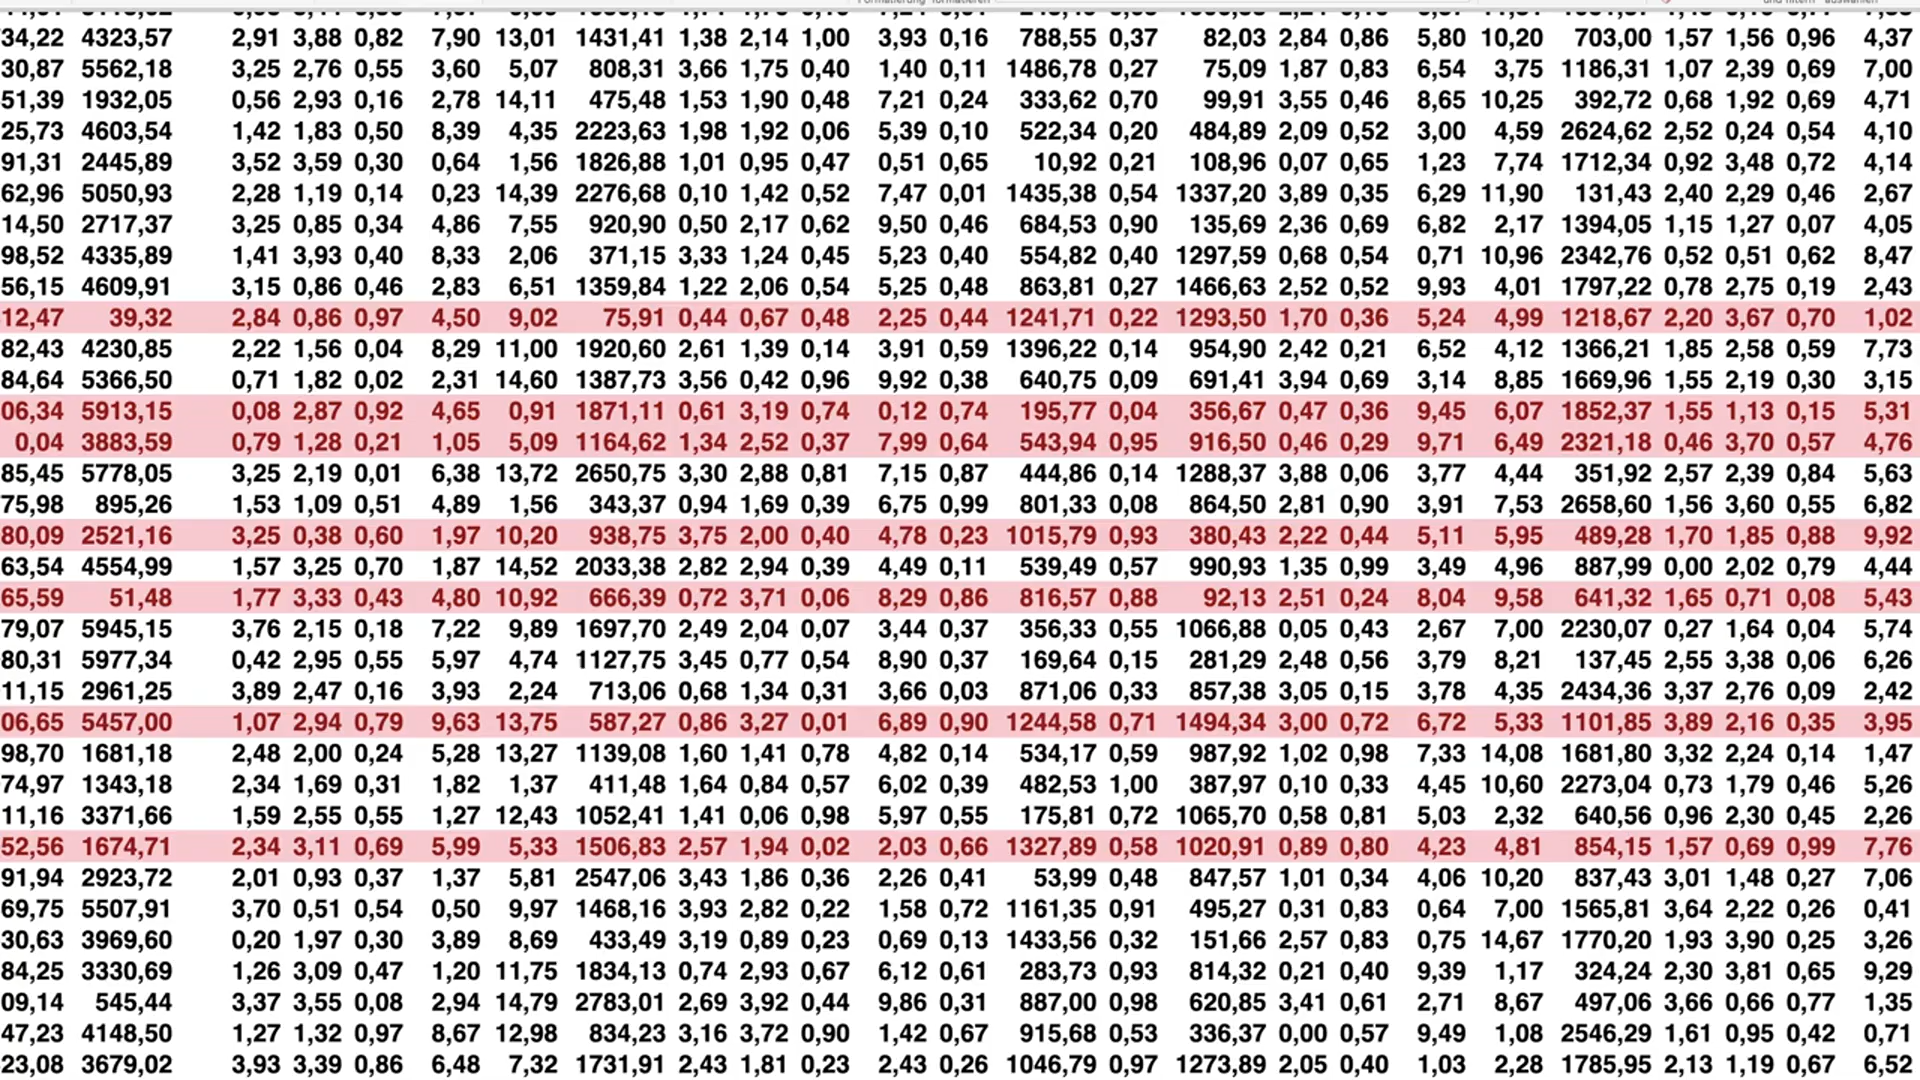 Formatierung formatieren und filtern auswählen
34,22 4323,57 2,91 3,88 0,82 7,90 13,01 1431,41 1,38 2,14 1,00 3,93 0,16 788,55 0,37 82,03 2,84 0,86 5,80 10,20 703,00 1,57 1,56 0,96 4,37
30,87 5562,18 3,25 2,76 0,55 3,60 5,07 808,31 3,66 1,75 0,40 1,40 0,11 1486,78 0,27 75,09 1,87 0,83 6,54 3,75 1186,31 1,07 2,39 0,69 7,00
51,39 1932,05 0,56 2,93 0,16 2,78 14,11 475,48 1,53 1,90 0,48 7,21 0,24 333,62 0,70 99,91 3,55 0,46 8,65 10,25 392,72 0,68 1,92 0,69 4,71
25,73 4603,54 1,42 1,83 0,50 8,39 4,35 2223,63 1,98 1,92 0,06 5,39 0,10 522,34 0,20 484,89 2,09 0,52 3,00 4,59 2624,62 2,52 0,24 0,54 4,10
91,31 2445,89 3,52 3,59 0,30 0,64 1,56 1826,88 1,01 0,95 0,47 0,51 0,65 10,92 0,21 108,96 0,07 0,65 1,23 7,74 1712,34 0,92 3,48 0,72 4,14
62,96 5050,93 2,28 1,19 0,14 0,23 14,39 2276,68 0,10 1,42 0,52 7,47 0,01 1435,38 0,54 1337,20 3,89 0,35 6,29 11,90 131,43 2,40 2,29 0,46 2,67
14,50 2717,37 3,25 0,85 0,34 4,86 7,55 920,90 0,50 2,17 0,62 9,50 0,46 684,53 0,90 135,69 2,36 0,69 6,82 2,17 1394,05 1,15 1,27 0,07 4,05
98,52 4335,89 1,41 3,93 0,40 8,33 2,06 371,15 3,33 1,24 0,45 5,23 0,40 554,82 0,40 1297,59 0,68 0,54 0,71 10,96 2342,76 0,52 0,51 0,62 8,47
56,15 4609,91 3,15 0,86 0,46 2,83 6,51 1359,84 1,22 2,06 0,54 5,25 0,48 863,81 0,27 1466,63 2,52 0,52 9,93 4,01 1797,22 0,78 2,75 0,19 2,43
12,47 39,32 2,84 0,86 0,97 4,50 9,02 75,91 0,44 0,67 0,48 2,25 0,44 1241,71 0,22 1293,50 1,70 0,36 5,24 4,99 1218,67 2,20 3,67 0,70 1,02
82,43 4230,85 2,22 1,56 0,04 8,29 11,00 1920,60 2,61 1,39 0,14 3,91 0,59 1396,22 0,14 954,90 2,42 0,21 6,52 4,12 1366,21 1,85 2,58 0,59 7,73
84,64 5366,50 0,71 1,82 0,02 2,31 14,60 1387,73 3,56 0,42 0,96 9,92 0,38 640,75 0,09 691,41 3,94 0,69 3,14 8,85 1669,96 1,55 2,19 0,30 3,15
06,34 5913,15 0,08 2,87 0,92 4,65 0,91 1871,11 0,61 3,19 0,74 0,12 0,74 195,77 0,04 356,67 0,47 0,36 9,45 6,07 1852,37 1,55 1,13 0,15 5,31
0,04 3883,59 0,79 1,28 0,21 1,05 5,09 1164,62 1,34 2,52 0,37 7,99 0,64 543,94 0,95 916,50 0,46 0,29 9,71 6,49 2321,18 0,46 3,70 0,57 4,76
85,45 5778,05 3,25 2,19 0,01 6,38 13,72 2650,75 3,30 2,88 0,81 7,15 0,87 444,86 0,14 1288,37 3,88 0,06 3,77 4,44 351,92 2,57 2,39 0,84 5,63
75,98 895,26 1,53 1,09 0,51 4,89 1,56 343,37 0,94 1,69 0,39 6,75 0,99 801,33 0,08 864,50 2,81 0,90 3,91 7,53 2658,60 1,56 3,60 0,55 6,82
80,09 2521,16 3,25 0,38 0,60 1,97 10,20 938,75 3,75 2,00 0,40 4,78 0,23 1015,79 0,93 380,43 2,22 0,44 5,11 5,95 489,28 1,70 1,85 0,88 9,92
63,54 4554,99 1,57 3,25 0,70 1,87 14,52 2033,38 2,82 2,94 0,39 4,49 0,11 539,49 0,57 990,93 1,35 0,99 3,49 4,96 887,99 0,00 2,02 0,79 4,44
65,59 51,48 1,77 3,33 0,43 4,80 10,92 666,39 0,72 3,71 0,06 8,29 0,86 816,57 0,88 92,13 2,51 0,24 8,04 9,58 641,32 1,65 0,71 0,08 5,43
79,07 5945,15 3,76 2,15 0,18 7,22 9,89 1697,70 2,49 2,04 0,07 3,44 0,37 356,33 0,55 1066,88 0,05 0,43 2,67 7,00 2230,07 0,27 1,64 0,04 5,74
80,31 5977,34 0,42 2,95 0,55 5,97 4,74 1127,75 3,45 0,77 0,54 8,90 0,37 169,64 0,15 281,29 2,48 0,56 3,79 8,21 137,45 2,55 3,38 0,06 6,26
11,15 2961,25 3,89 2,47 0,16 3,93 2,24 713,06 0,68 1,34 0,31 3,66 0,03 871,06 0,33 857,38 3,05 0,15 3,78 4,35 2434,36 3,37 2,76 0,09 2,42
06,65 5457,00 1,07 2,94 0,79 9,63 13,75 587,27 0,86 3,27 0,01 6,89 0,90 1244,58 0,71 1494,34 3,00 0,72 6,72 5,33 1101,85 3,89 2,16 0,35 3,95
98,70 1681,18 2,48 2,00 0,24 5,28 13,27 1139,08 1,60 1,41 0,78 4,82 0,14 534,17 0,59 987,92 1,02 0,98 7,33 14,08 1681,80 3,32 2,24 0,14 1,47
74,97 1343,18 2,34 1,69 0,31 1,82 1,37 411,48 1,64 0,84 0,57 6,02 0,39 482,53 1,00 387,97 0,10 0,33 4,45 10,60 2273,04 0,73 1,79 0,46 5,26
11,16 3371,66 1,59 2,55 0,55 1,27 12,43 1052,41 1,41 0,06 0,98 5,97 0,55 175,81 0,72 1065,70 0,58 0,81 5,03 2,32 640,56 0,96 2,30 0,45 2,26
52,56 1674,71 2,34 3,11 0,69 5,99 5,33 1506,83 2,57 1,94 0,02 2,03 0,66 1327,89 0,58 1020,91 0,89 0,80 4,23 4,81 854,15 1,57 0,69 0,99 7,76
91,94 2923,72 2,01 0,93 0,37 1,37 5,81 2547,06 3,43 1,86 0,36 2,26 0,41 53,99 0,48 847,57 1,01 0,34 4,06 10,20 837,43 3,01 1,48 0,27 7,06
69,75 5507,91 3,70 0,51 0,54 0,50 9,97 1468,16 3,93 2,82 0,22 1,58 0,72 1161,35 0,91 495,27 0,31 0,83 0,64 7,00 1565,81 3,64 2,22 0,26 0,41
30,63 3969,60 0,20 1,97 0,30 3,89 8,69 433,49 3,19 0,89 0,23 0,69 0,13 1433,56 0,32 151,66 2,57 0,83 0,75 14,67 1770,20 1,93 3,90 0,25 3,26
84,25 3330,69 1,26 3,09 0,47 1,20 11,75 1834,13 0,74 2,93 0,67 6,12 0,61 283,73 0,93 814,32 0,21 0,40 9,39 1,17 324,24 2,30 3,81 0,65 9,29
09,14 545,44 3,37 3,55 0,08 2,94 14,79 2783,01 2,69 3,92 0,44 9,86 0,31 887,00 0,98 620,85 3,41 0,61 2,71 8,67 497,06 3,66 0,66 0,77 1,35
47,23 4148,50 1,27 1,32 0,97 8,67 12,98 834,23 3,16 3,72 0,90 1,42 0,67 915,68 0,53 336,37 0,00 0,57 9,49 1,08 2546,29 1,61 0,95 0,42 0,71
23,08 3679,02 3,93 3,39 0,86 6,48 7,32 1731,91 2,43 1,81 0,23 2,43 0,26 1046,79 0,97 1273,89 2,05 0,40 1,03 2,28 1785,95 2,13 1,19 0,67 6,52